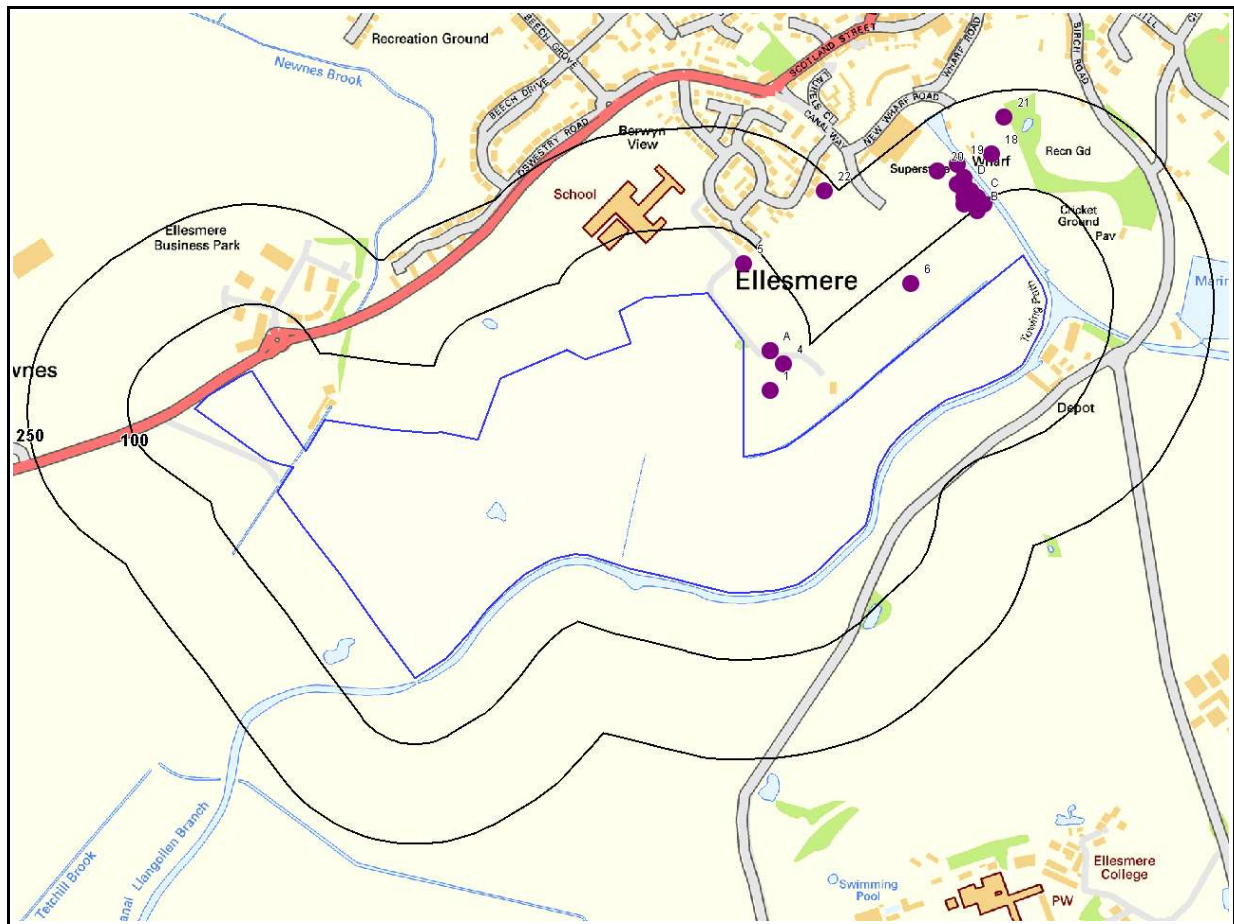 Recreation Ground
Newnes Brook
BEECH GROVE
BEECH DRIVE
OSWESTRY ROAD
SCOTLAND STREET
LAURELS CL
CANAL WAY
NEW WHARF ROAD
WHARF ROAD
BIRCH ROAD
Berwyn
View
School
Ellesmere
Business Park
21
18
19
20
Wharf
D
C
B
22
Recn Gd
Cricket
Ground
Pav
5
6
Ellesmere
A
4
1
Towing Path
Depot
250
100
Tetchill Brook
Llangollen Branch
Swimming
Pool
Ellesmere
College
PW